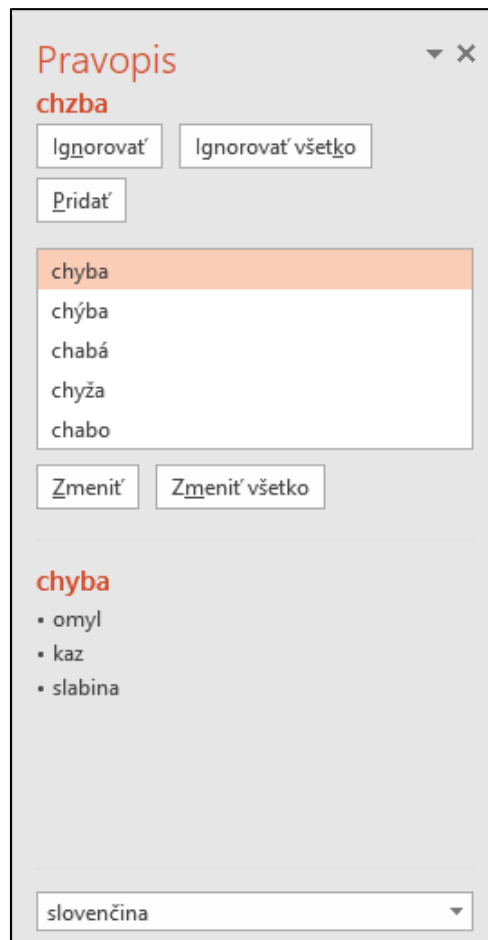 Pravopis
chzba
Ignorovať Ignorovať všetko
Pridať
chyba
chýba
chabá
chyža
chabo
Zmeniť Zmeniť všetko
chyba
▪ omyl
▪ kaz
▪ slabina
slovenčina